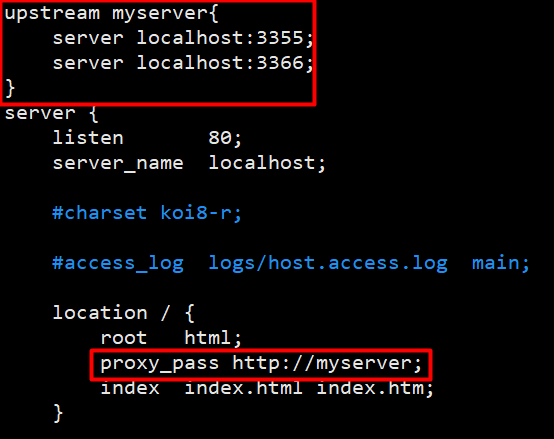 upstream myserver{
    server localhost:3355;
    server localhost:3366;
}
server {
    listen       80;
    server_name  localhost;
    #charset koi8-r;
    #access_log  logs/host.access.log  main;
    location / {
        root   html;
        proxy_pass http://myserver;
        index  index.html index.htm;
    }